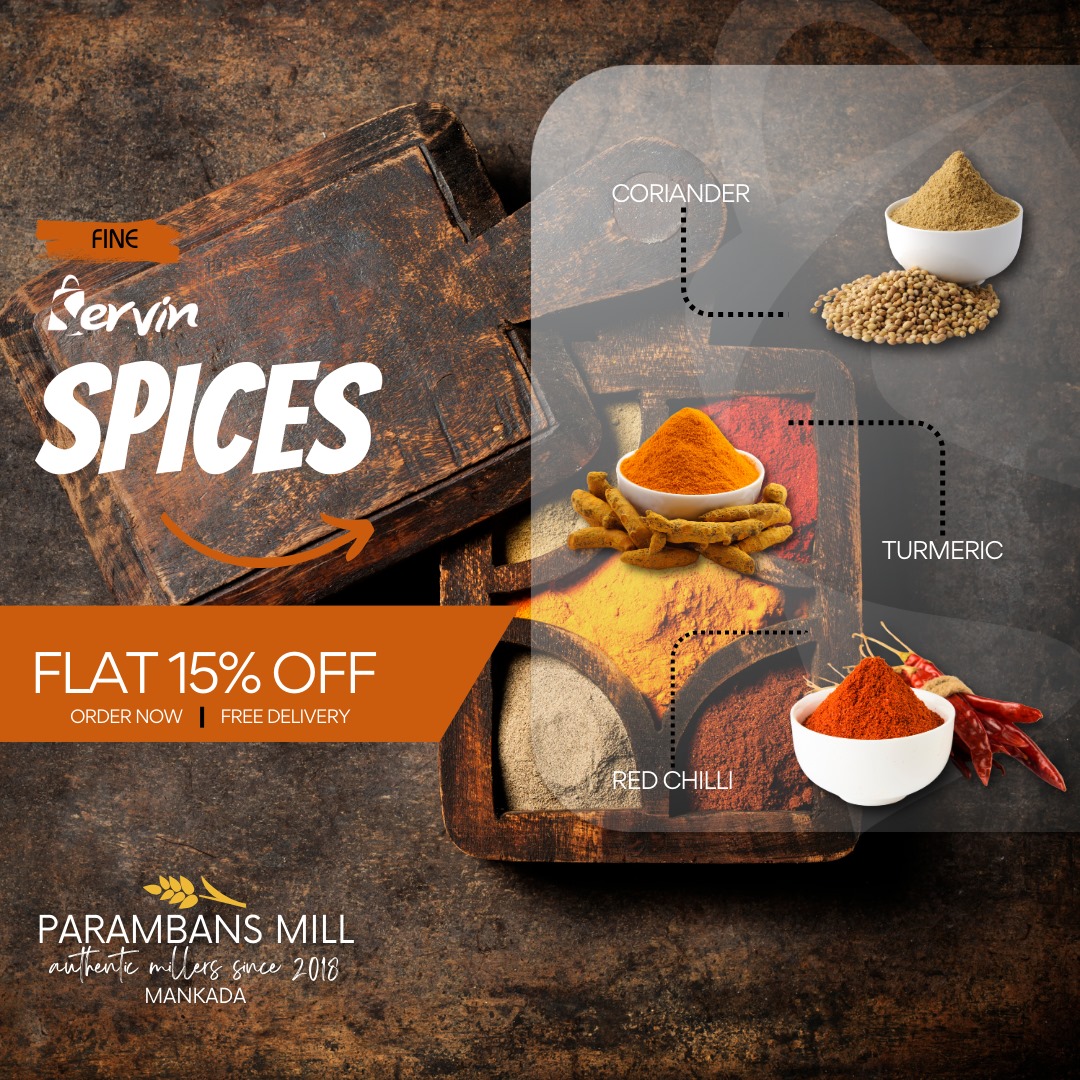 FINE
Bervin
SPICES
FLAT 15% OFF
ORDER NOW | FREE DELIVERY
CORIANDER
TURMERIC
RED CHILLI
PARAMBANS MILL
authentic millers since 2018
MANKADA